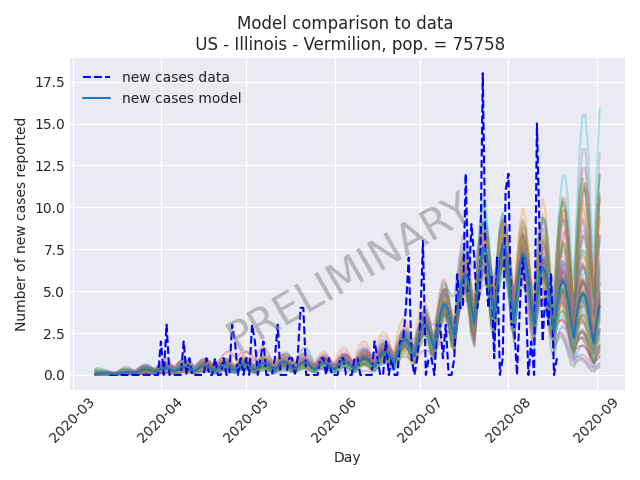 Model comparison to data
US - Illinois - Vermilion, pop. = 75758
new cases data
new cases model
Number of new cases reported
17.5
15.0
12.5
10.0
7.5
5.0
2.5
0.0
PRELIMINARY
2020-03
2020-04
2020-05
2020-06
2020-07
2020-08
2020-09
Day